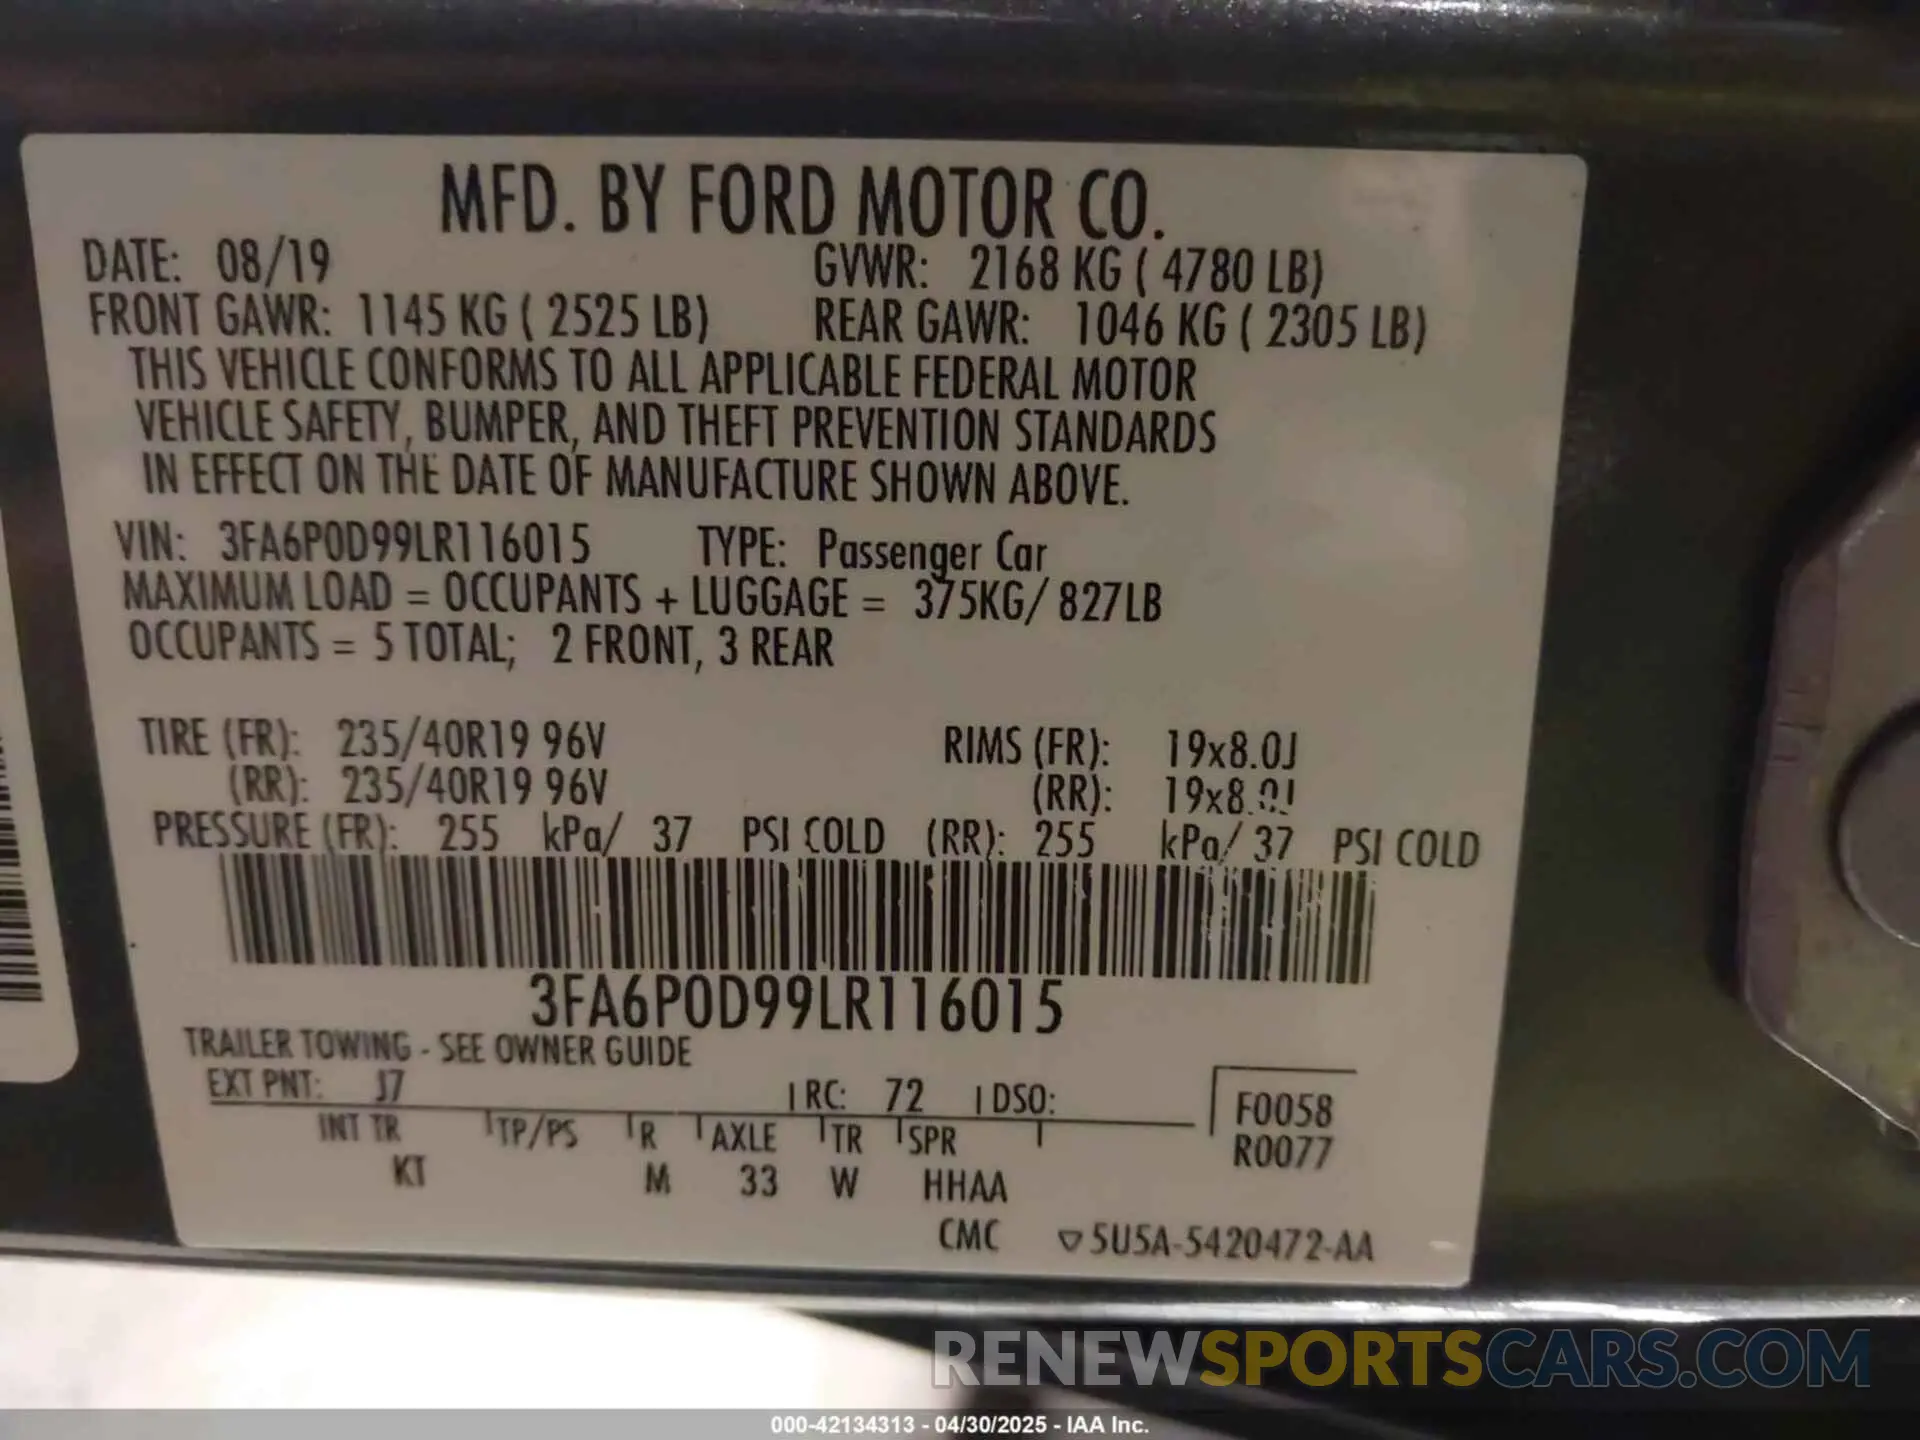 MFD. BY FORD MOTOR CO.
DATE: 08/19 GVWR: 2168 KG ( 4780 LB)
FRONT GAWR: 1145 KG ( 2525 LB) REAR GAWR: 1046 KG ( 2305 LB)
THIS VEHICLE CONFORMS TO ALL APPLICABLE FEDERAL MOTOR
VEHICLE SAFETY, BUMPER, AND THEFT PREVENTION STANDARDS
IN EFFECT ON THE DATE OF MANUFACTURE SHOWN ABOVE.
VIN: 3FA6P0D99LR116015 TYPE: Passenger Car
MAXIMUM LOAD = OCCUPANTS + LUGGAGE = 375KG/ 827LB
OCCUPANTS = 5 TOTAL; 2 FRONT, 3 REAR
TIRE (FR): 235/40R19 96V RIMS (FR): 19x8.0J
(RR): 235/40R19 96V (RR): 19x8.0J
PRESSURE (FR): 255 kPa/ 37 PSI COLD (RR): 255 kPa/ 37 PSI COLD
3FA6P0D99LR116015
TRAILER TOWING - SEE OWNER GUIDE
EXT PNT: J7 RC: 72 DSO: F0058
INT TR TP/PS R AXLE TR SPR R0077
KT M 33 W HHAA
CMC ▽5U5A-5420472-AA
RENEWSPORTSCARS.COM
000-42134313 - 04/30/2025 - IAA Inc.